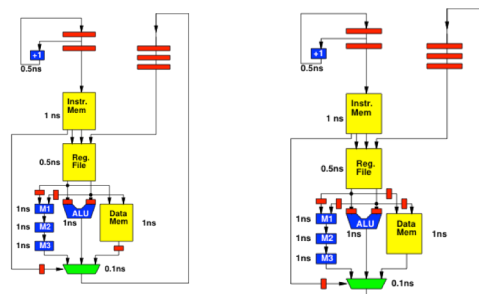 +1
0.5ns
Instr.
Mem
1 ns
0.5ns
Reg.
File
1ns M1
1ns M2
1ns M3
ALU
1ns
Data
Mem
1ns
0.1ns
+1
0.5ns
Instr.
Mem
1 ns
0.5ns
Reg.
File
1ns M1
1ns M2
1ns M3
ALU
1ns
Data
Mem
1ns
0.1ns